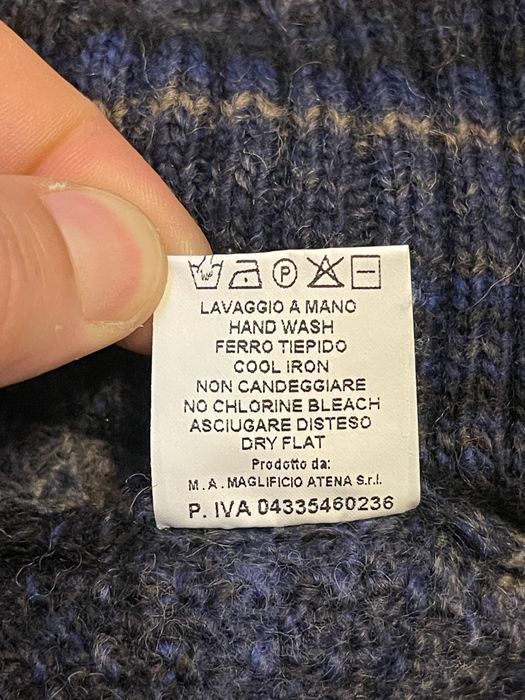 P
LAVAGGIO A MANO
HAND WASH
FERRO TIEPIDO
COOL IRON
NON CANDEGGIARE
NO CHLORINE BLEACH
ASCIUGARE DISTESO
DRY FLAT
Prodotto da:
M.A. MAGLIFICIO ATENA S.r.l.
P. IVA 04335460236